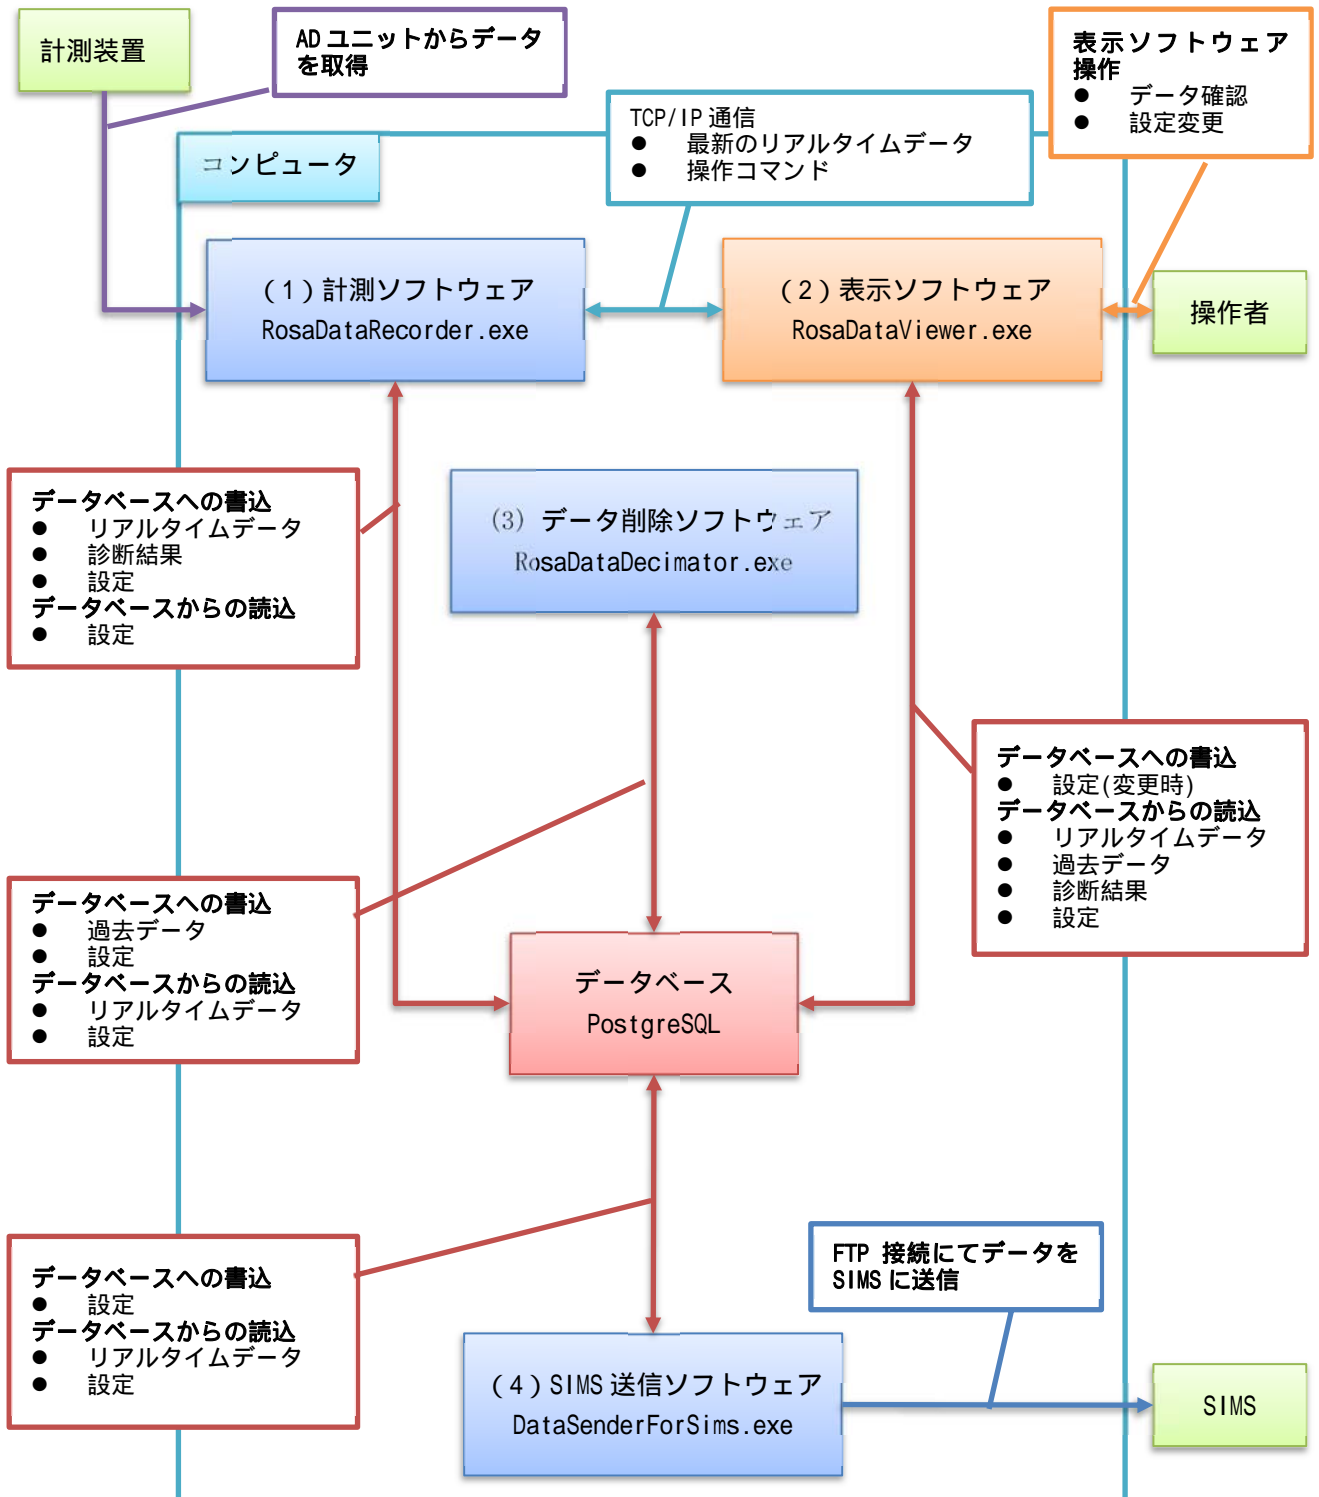 計測装置
ADユニットからデータ
を取得
表示ソフトウェア
操作
● データ確認
● 設定変更
TCP/IP通信
● 最新のリアルタイムデータ
● 操作コマンド
コンピュータ
(1)計測ソフトウェア
RosaDataRecorder.exe
(2)表示ソフトウェア
RosaDataViewer.exe
操作者
データベースへの書込
● リアルタイムデータ
● 診断結果
● 設定
データベースからの読込
● 設定
(3) データ削除ソフトウェア
RosaDataDecimator.exe
データベースへの書込
● 設定(変更時)
データベースからの読込
● リアルタイムデータ
● 過去データ
● 診断結果
● 設定
データベースへの書込
● 過去データ
● 設定
データベースからの読込
● リアルタイムデータ
● 設定
データベース
PostgreSQL
データベースへの書込
● 設定
データベースからの読込
● リアルタイムデータ
● 設定
FTP 接続にてデータを
SIMSに送信
(4)SIMS送信ソフトウェア
DataSenderForSims.exe
SIMS